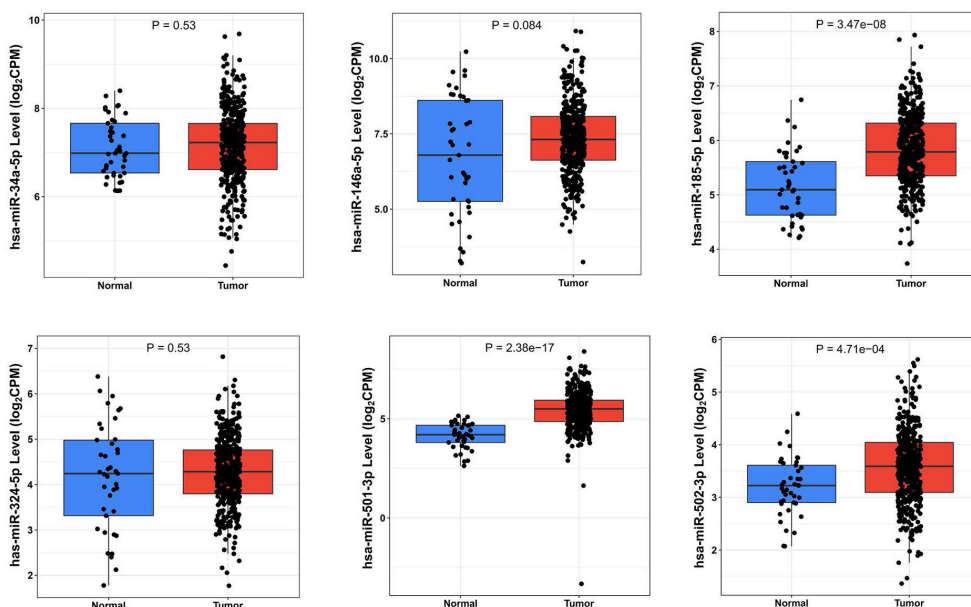 P = 0.53
hsa-miR-34a-5p Level (log₂CPM)
10
8
6
Normal Tumor
P = 0.084
hsa-miR-146a-5p Level (log₂CPM)
10.0
7.5
5.0
Normal Tumor
P = 3.47e−08
hsa-miR-185-5p Level (log₂CPM)
8
7
6
5
4
Normal Tumor
P = 0.53
has-miR-324-5p Level (log₂CPM)
7
6
5
4
3
2
Normal Tumor
P = 2.38e−17
hsa-miR-501-3p Level (log₂CPM)
5
0
Normal Tumor
P = 4.71e−04
hsa-miR-502-3p Level (log₂CPM)
6
5
4
3
2
Normal Tumor